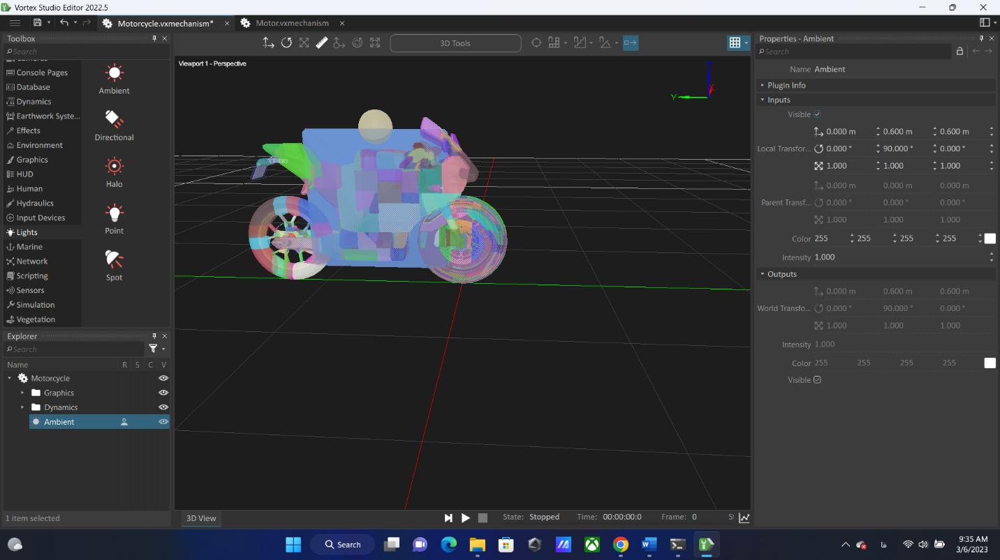 Vortex Studio Editor 2022.5
Motorcycle.vxmechanism*
Motor.vxmechanism
Toolbox
Search
Console Pages
Database
Dynamics
Earthwork Syste...
Effects
Environment
Graphics
HUD
Human
Hydraulics
Input Devices
Lights
Marine
Network
Scripting
Sensors
Simulation
Vegetation
Ambient
Directional
Halo
Point
Spot
Explorer
Search
Name R S C V
Motorcycle
Graphics
Dynamics
Ambient
1 item selected
3D Tools
Viewport 1 - Perspective
Z
X
Y
3D View
State: Stopped Time: 00:00:00:0 Frame: 0
Properties - Ambient
Search
Name Ambient
Plugin Info
Inputs
Visible
0.000 m 0.600 m 0.600 m
Local Transfor... 0.000 ° 90.000 ° 0.000 °
1.000 1.000 1.000
0.000 m 0.000 m 0.000 m
Parent Transf... 0.000 ° 0.000 ° 0.000 °
1.000 1.000 1.000
Color 255 255 255 255
Intensity 1.000
Outputs
0.000 m 0.600 m 0.600 m
World Transfo... 0.000 ° 90.000 ° 0.000 °
1.000 1.000 1.000
Intensity 1.000
Color 255 255 255 255
Visible
Search
9:35 AM
3/6/2023